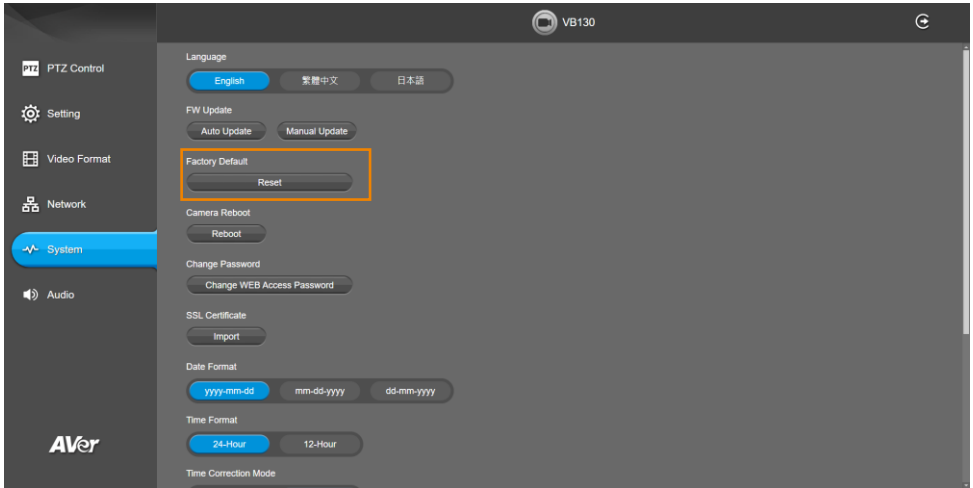 VB130
PTZ PTZ Control
Setting
Video Format
Network
System
Audio
AVer
Language
English 繁體中文 日本語
FW Update
Auto Update Manual Update
Factory Default
Reset
Camera Reboot
Reboot
Change Password
Change WEB Access Password
SSL Certificate
Import
Date Format
yyyy-mm-dd mm-dd-yyyy dd-mm-yyyy
Time Format
24-Hour 12-Hour
Time Correction Mode